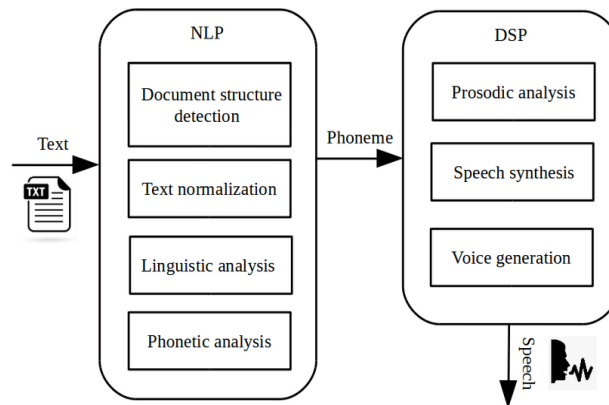 NLP
Document structure
detection
Text normalization
Linguistic analysis
Phonetic analysis
Text
TXT
Phoneme
DSP
Prosodic analysis
Speech synthesis
Voice generation
Speech